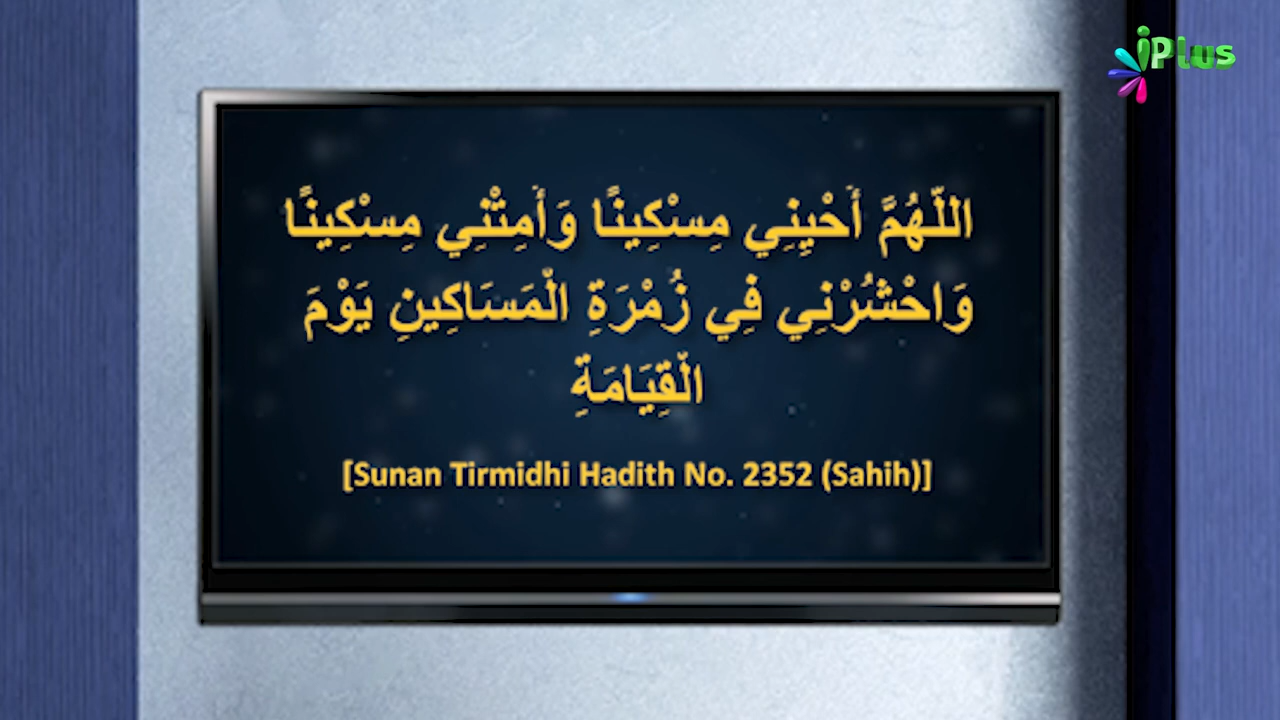 iPlus
اللّهُمَّ أَحْيِنِي مِسْكِينًا وَأَمِتْنِي مِسْكِينًا
وَاحْشُرْنِي فِي زُمْرَةِ الْمَسَاكِينِ يَوْمَ
الْقِيَامَةِ
[Sunan Tirmidhi Hadith No. 2352 (Sahih)]